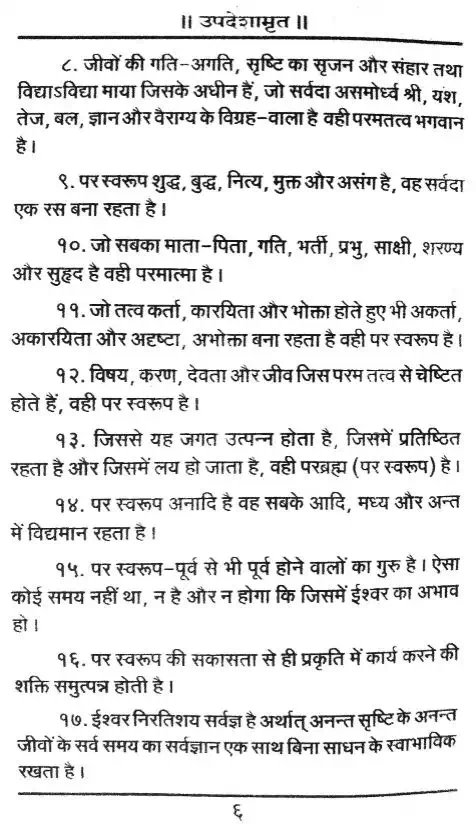 ॥ उपदेशामृत ॥
८. जीवों की गति-अगति, सृष्टि का सृजन और संहार तथा
विद्याऽविद्या माया जिसके अधीन हैं, जो सर्वदा असमोर्ध्व श्री, यश,
तेज, बल, ज्ञान और वैराग्य के विग्रह-वाला है वही परमतत्व भगवान
है।
९. पर स्वरूप शुद्ध, बुद्ध, नित्य, मुक्त और असंग है, वह सर्वदा
एक रस बना रहता है।
१०. जो सबका माता-पिता, गति, भर्ती, प्रभु, साक्षी, शरण्य
और सुहृद है वही परमात्मा है।
११. जो तत्व कर्ता, कारयिता और भोक्ता होते हुए भी अकर्ता,
अकारयिता और अदृष्टा, अभोक्ता बना रहता है वही पर स्वरूप है।
१२. विषय, करण, देवता और जीव जिस परम तत्व से चेष्टित
होते हैं, वही पर स्वरूप है।
१३. जिससे यह जगत उत्पन्न होता है, जिसमें प्रतिष्ठित
रहता है और जिसमें लय हो जाता है, वही परब्रह्म (पर स्वरूप) है।
१४. पर स्वरूप अनादि है वह सबके आदि, मध्य और अन्त
में विद्यमान रहता है।
१५. पर स्वरूप-पूर्व से भी पूर्व होने वालों का गुरु है। ऐसा
कोई समय नहीं था, न है और न होगा कि जिसमें ईश्वर का अभाव
हो।
१६. पर स्वरूप की सकासता से ही प्रकृति में कार्य करने की
शक्ति समुत्पन्न होती है।
१७. ईश्वर निरतिशय सर्वज्ञ है अर्थात् अनन्त सृष्टि के अनन्त
जीवों के सर्व समय का सर्वज्ञान एक साथ बिना साधन के स्वाभाविक
रखता है।
६